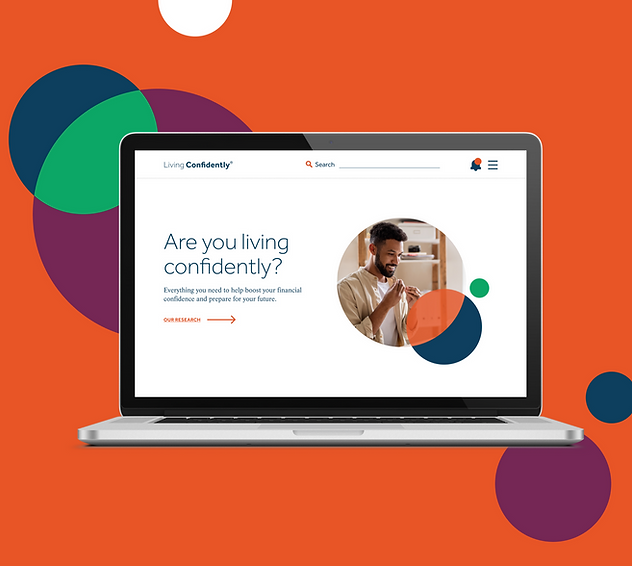 Living Confidently®
Search
Are you living
confidently?
Everything you need to help boost your financial
confidence and prepare for your future.
OUR RESEARCH